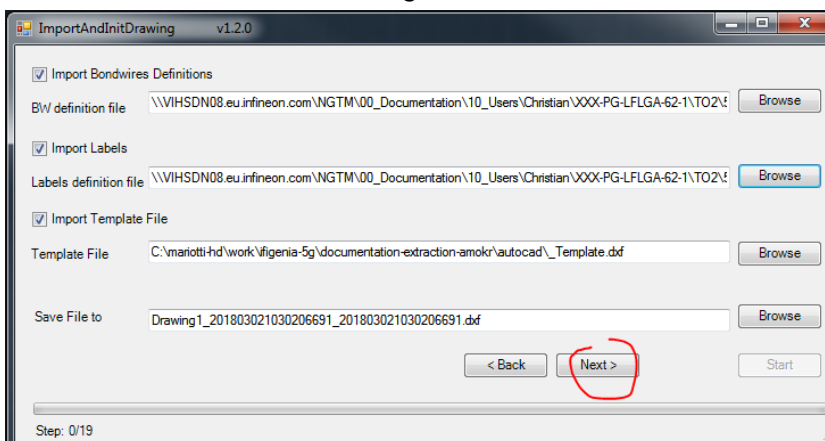 ImportAndInitDrawing v1.2.0
Import Bondwires Definitions
BW definition file \\VIHSDN08.eu.infineon.com\NGTM\00_Documentation\10_Users\Christian\XXX-PG-LFLGA-62-1\TO2\ Browse
Import Labels
Labels definition file \\VIHSDN08.eu.infineon.com\NGTM\00_Documentation\10_Users\Christian\XXX-PG-LFLGA-62-1\TO2\ Browse
Import Template File
Template File C:\mariotti-hd\work\ifigenia-5g\documentation-extraction-amokr\autocad\_Template.dxf Browse
Save File to Drawing1_201803021030206691_201803021030206691.dxf Browse
< Back Next > Start
Step: 0/19